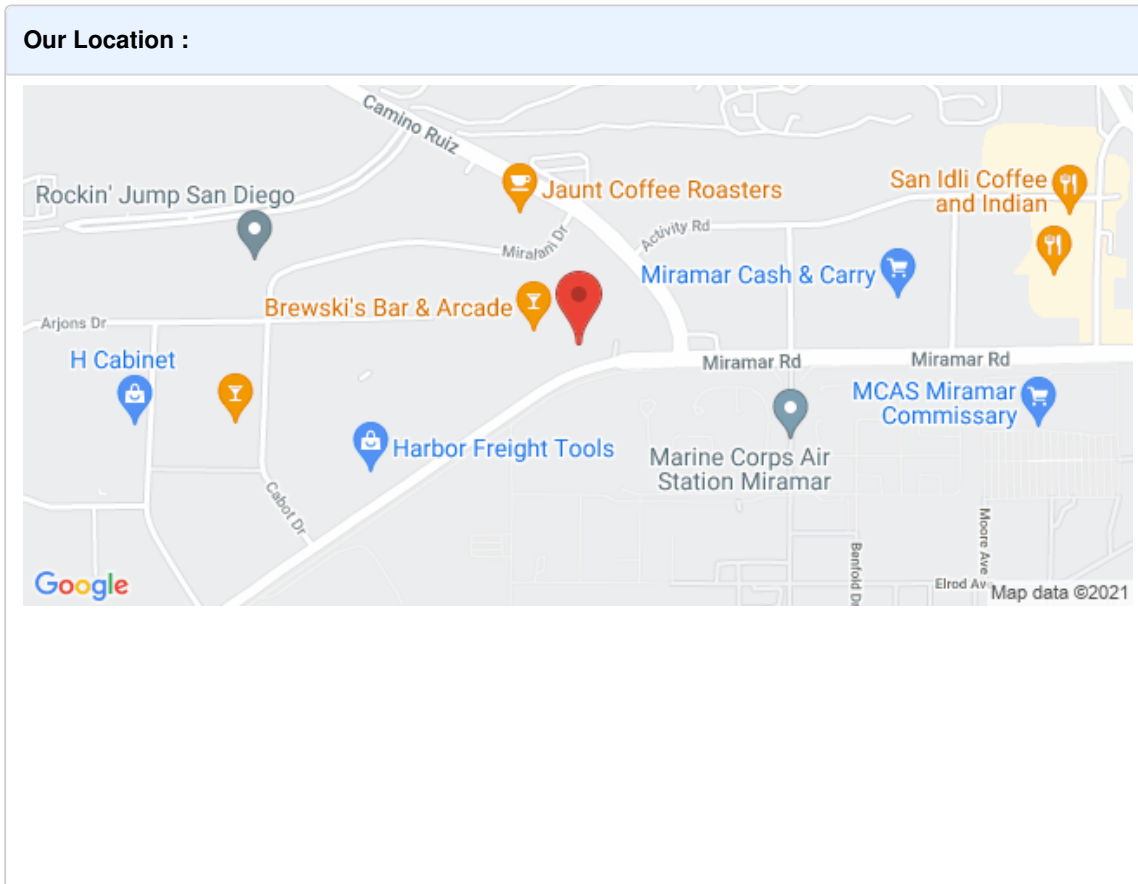 Our Location :
Camino Ruiz
Rockin' Jump San Diego
Jaunt Coffee Roasters
San Idli Coffee
and Indian
Miralani Dr
Activity Rd
Miramar Cash & Carry
Brewski's Bar & Arcade
Arjons Dr
H Cabinet
Miramar Rd
Miramar Rd
MCAS Miramar
Commissary
Harbor Freight Tools
Marine Corps Air
Station Miramar
Cabot Dr
Moore Ave
Benfold Dr
Elrod Av
Google
Map data ©2021